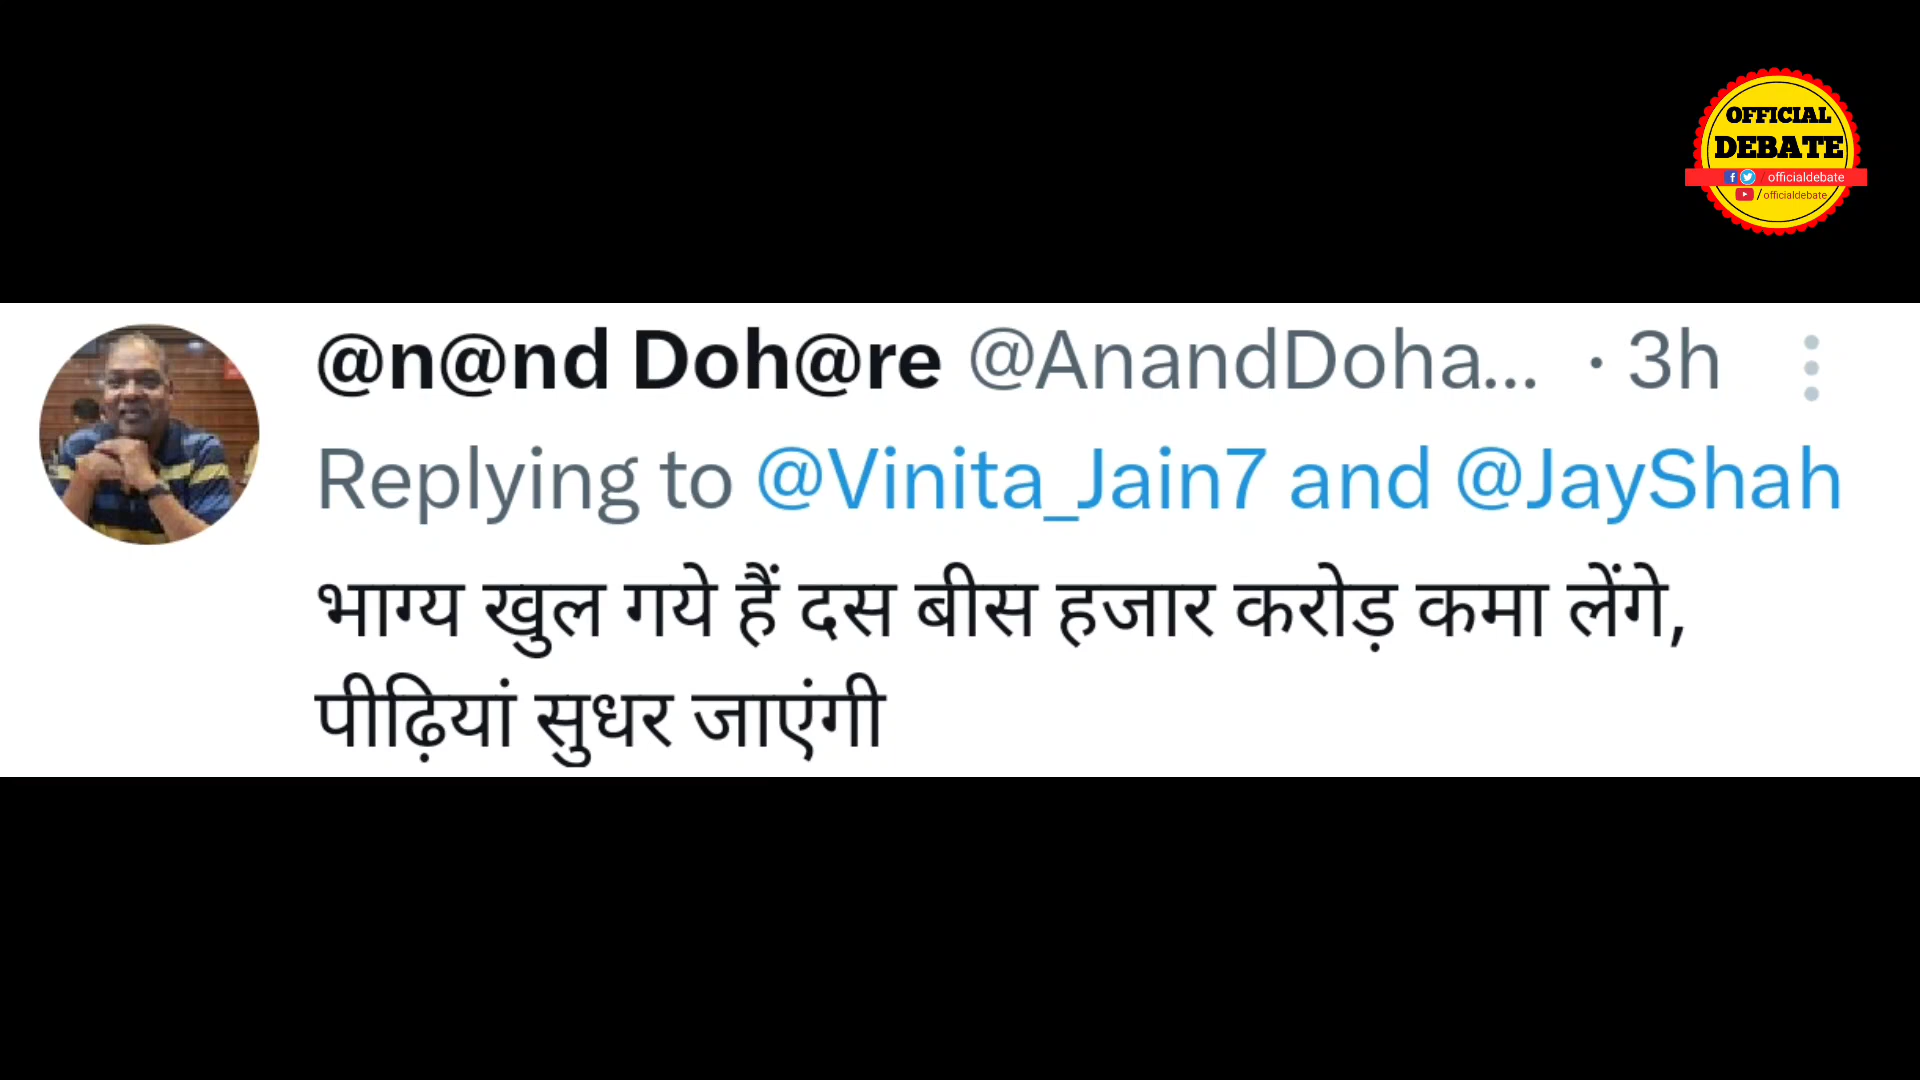 OFFICIAL
DEBATE
/ officialdebate
/ officialdebate
@n@nd Doh@re @AnandDoha... · 3h
Replying to @Vinita_Jain7 and @JayShah
भाग्य खुल गये हैं दस बीस हजार करोड़ कमा लेंगे,
पीढ़ियां सुधर जाएंगी